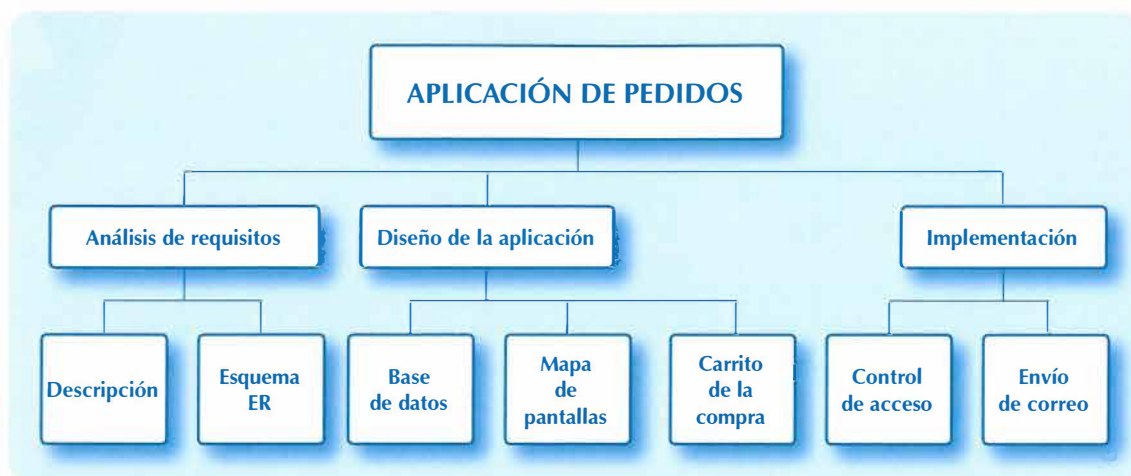 APLICACIÓN DE PEDIDOS
Análisis de requisitos
Diseño de la aplicación
Implementación
Descripción
Esquema
ER
Base
de datos
Mapa
de
pantallas
Carrito
de la
compra
Control
de acceso
Envío
de correo